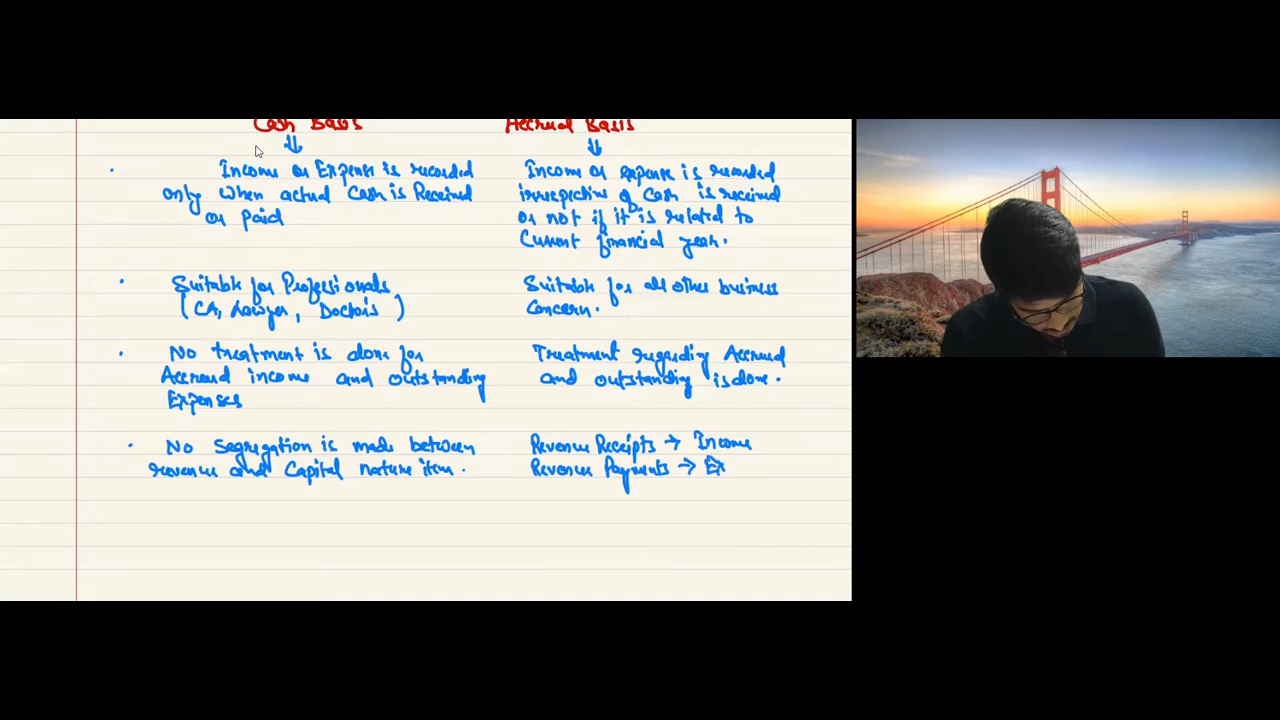 Cash Basis
Income or Expense is recorded
only when actual Cash is Received
or paid
Suitable for Professionals
(CA, Lawyer, Doctors)
No treatment is done for
Accrued income and outstanding
Expenses
No Segregation is made between
revenue and Capital nature item.
Accrual Basis
Income or expense is recorded
irrespective of Cash is received
or not if it is related to
Current financial year.
Suitable for all other business
Concern.
Treatment regarding Accrued
and outstanding is done.
Revenue Receipts → Income
Revenue Payments → Ex